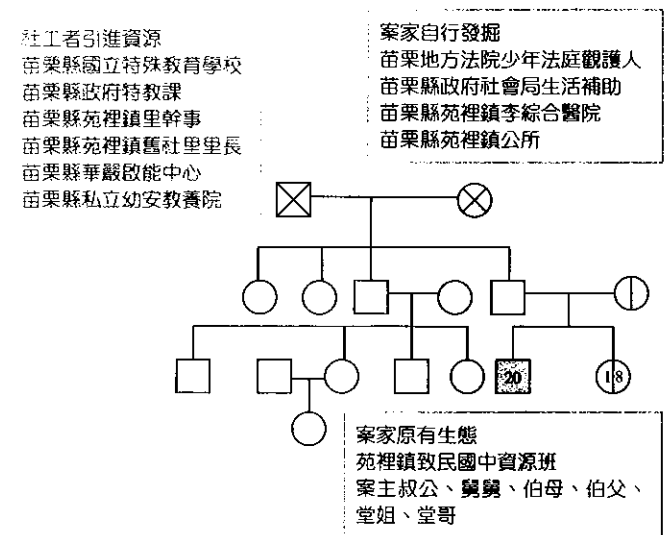 社工者引進資源
苗栗縣國立特殊教育學校
苗栗縣政府特教課
苗栗縣苑裡鎮里幹事
苗栗縣苑裡鎮舊社里里長
苗栗縣華嚴啟能中心
苗栗縣私立幼安教養院
案家自行發掘
苗栗地方法院少年法庭觀護人
苗栗縣政府社會局生活補助
苗栗縣苑裡鎮李綜合醫院
苗栗縣苑裡鎮公所
20
18
案家原有生態
苑裡鎮致民國中資源班
案主叔公、舅舅、伯母、伯父、
堂姐、堂哥